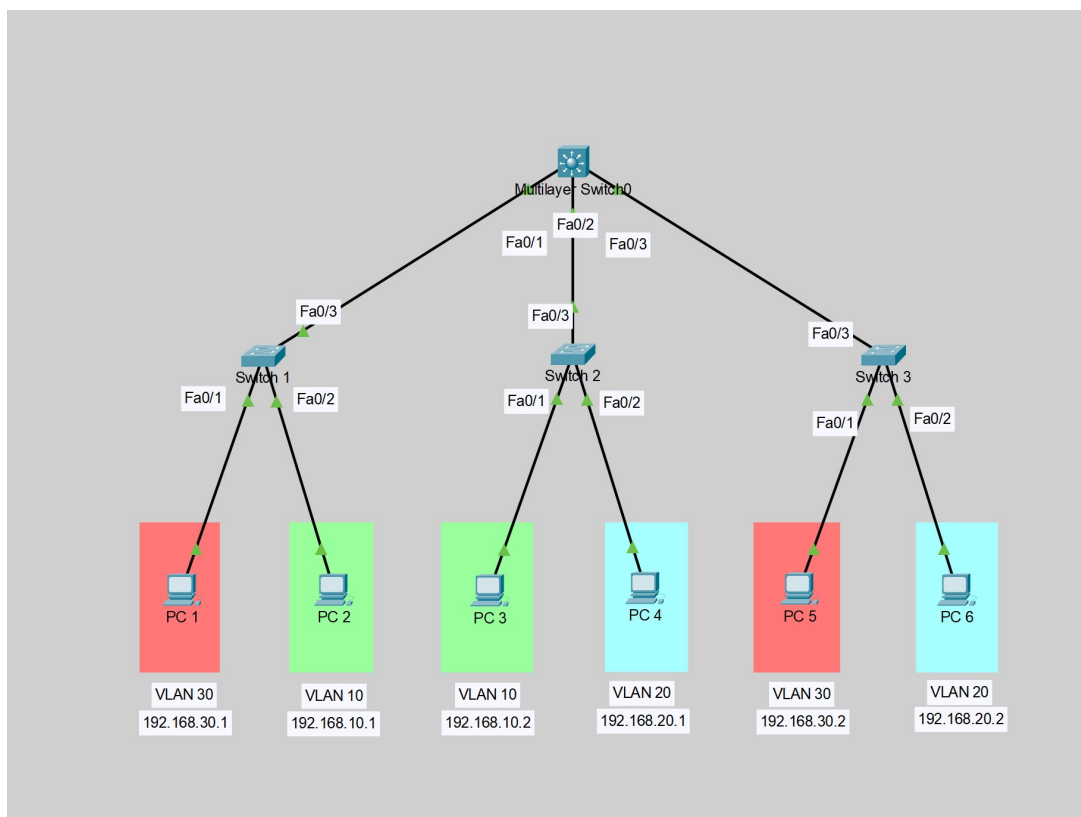 Multilayer Switch0
Fa0/1
Fa0/2
Fa0/3
Fa0/3
Fa0/3
Fa0/3
Switch 1
Switch 2
Switch 3
Fa0/1
Fa0/2
Fa0/1
Fa0/2
Fa0/1
Fa0/2
PC 1
PC 2
PC 3
PC 4
PC 5
PC 6
VLAN 30
VLAN 10
VLAN 10
VLAN 20
VLAN 30
VLAN 20
192.168.30.1
192.168.10.1
192.168.10.2
192.168.20.1
192.168.30.2
192.168.20.2